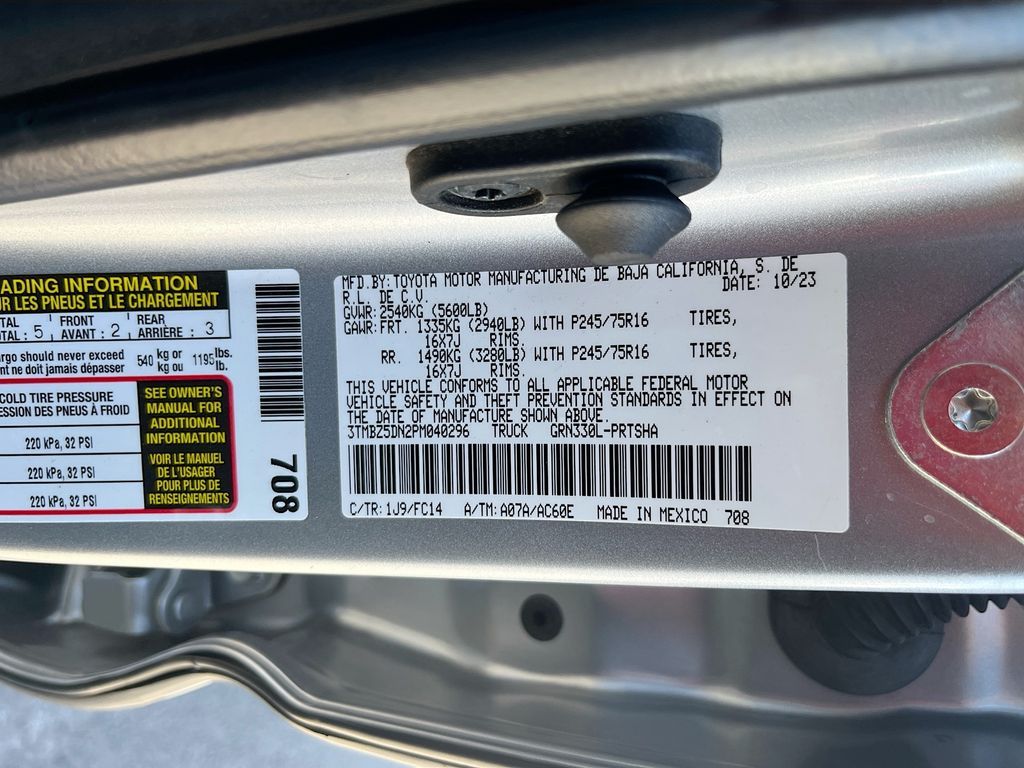 ADING INFORMATION
UR LES PNEUS ET LE CHARGEMENT
TAL : 5
FRONT AVANT : 2
REAR ARRIÈRE : 3
argo should never exceed 540 kg or 1195 lbs.
nt ne doit jamais dépasser kg ou lb.
COLD TIRE PRESSURE
ESSION DES PNEUS À FROID
220 kPa, 32 PSI
220 kPa, 32 PSI
220 kPa, 32 PSI
SEE OWNER'S
MANUAL FOR
ADDITIONAL
INFORMATION
VOIR LE MANUEL
DE L'USAGER
POUR PLUS DE
RENSEIGNEMENTS
708
MFD.BY:TOYOTA MOTOR MANUFACTURING DE BAJA CALIFORNIA, S. DE
R.L. DE C.V. DATE: 10/23
GVWR:2540KG (5600LB)
GAWR:FRT. 1335KG (2940LB) WITH P245/75R16 TIRES,
16X7J RIMS.
RR. 1490KG (3280LB) WITH P245/75R16 TIRES,
16X7J RIMS.
THIS VEHICLE CONFORMS TO ALL APPLICABLE FEDERAL MOTOR
VEHICLE SAFETY AND THEFT PREVENTION STANDARDS IN EFFECT ON
THE DATE OF MANUFACTURE SHOWN ABOVE.
3TMBZ5DN2PM040296 TRUCK GRN330L-PRTSHA
C/TR:1J9/FC14 A/TM:A07A/AC60E MADE IN MEXICO 708